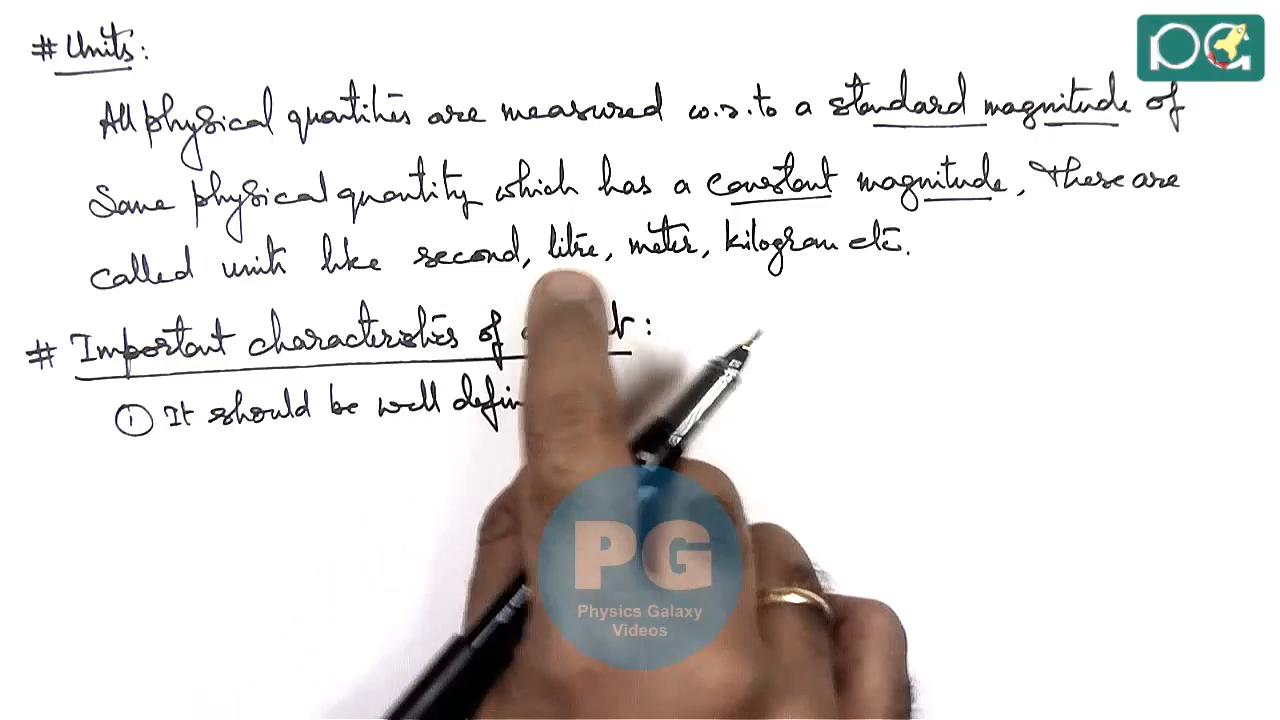 # Units:
All physical quantities are measured w.r.to a standard magnitude of
Same physical quantity which has a constant magnitude, These are
called units like second, litre, meter, kilogram etc.
# Important characteristics of :
① It should be well
PG
PG
Physics Galaxy
Videos